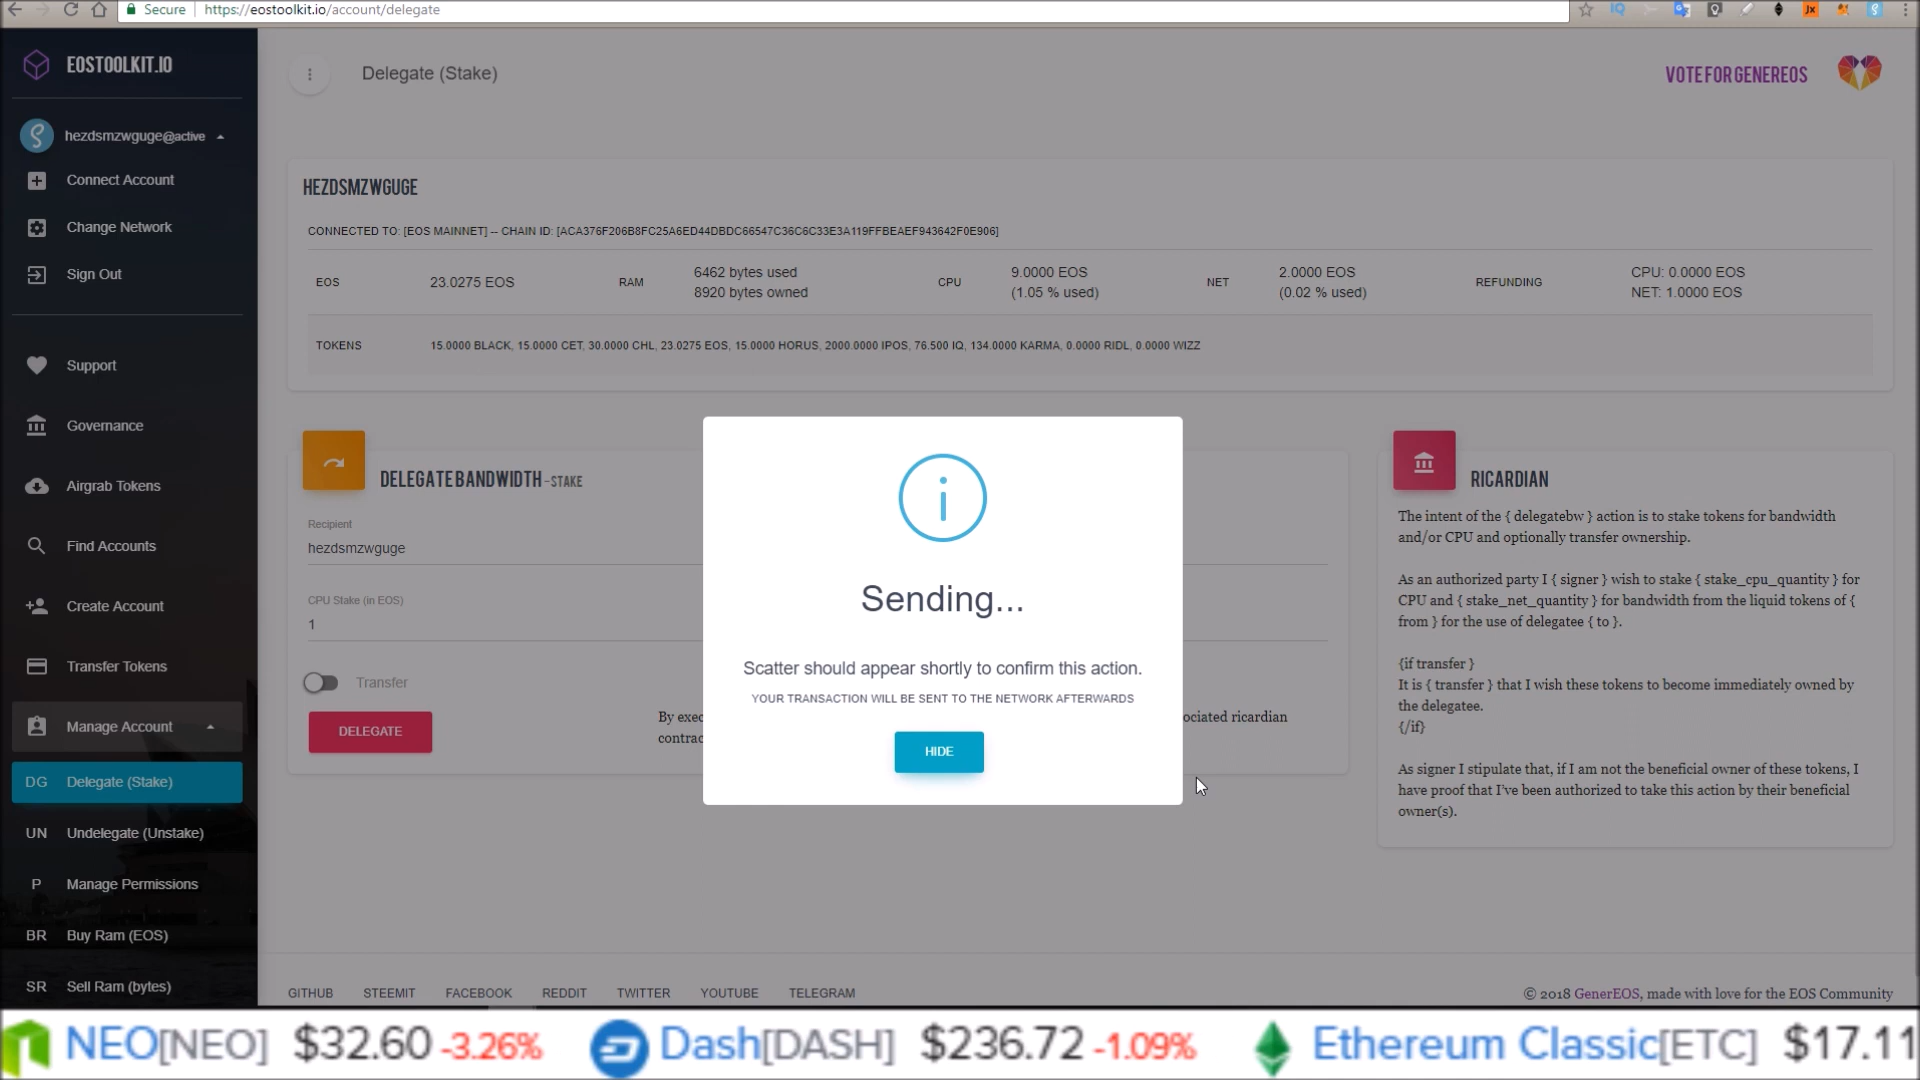 Secure https://eostoolkit.io/account/delegate
EOSTOOLKIT.IO
hezdsmzwguge@active
Connect Account
Change Network
Sign Out
Support
Governance
Airgrab Tokens
Find Accounts
Create Account
Transfer Tokens
Manage Account
DG Delegate (Stake)
UN Undelegate (Unstake)
P Manage Permissions
BR Buy Ram (EOS)
SR Sell Ram (bytes)
Delegate (Stake)
VOTE FOR GENEREOS
HEZDSMZWGUGE
CONNECTED TO: [EOS MAINNET] -- CHAIN ID: [ACA376F206B8FC25A6ED44DBDC66547C36C6C33E3A119FFBEAEF943642F0E906]
EOS 23.0275 EOS RAM 6462 bytes used CPU 9.0000 EOS NET 2.0000 EOS REFUNDING CPU: 0.0000 EOS
8920 bytes owned (1.05 % used) (0.02 % used) NET: 1.0000 EOS
TOKENS 15.0000 BLACK, 15.0000 CET, 30.0000 CHL, 23.0275 EOS, 15.0000 HORUS, 2000.0000 IPOS, 76.500 IQ, 134.0000 KARMA, 0.0000 RIDL, 0.0000 WIZZ
DELEGATE BANDWIDTH - STAKE
Recipient
hezdsmzwguge
CPU Stake (in EOS)
1
Transfer
DELEGATE
By exec
contrac
ociated ricardian
Sending...
Scatter should appear shortly to confirm this action.
YOUR TRANSACTION WILL BE SENT TO THE NETWORK AFTERWARDS
HIDE
RICARDIAN
The intent of the { delegatebw } action is to stake tokens for bandwidth
and/or CPU and optionally transfer ownership.
As an authorized party I { signer } wish to stake { stake_cpu_quantity } for
CPU and { stake_net_quantity } for bandwidth from the liquid tokens of {
from } for the use of delegatee { to }.
{if transfer }
It is { transfer } that I wish these tokens to become immediately owned by
the delegatee.
{/if}
As signer I stipulate that, if I am not the beneficial owner of these tokens, I
have proof that I've been authorized to take this action by their beneficial
owner(s).
GITHUB STEEMIT FACEBOOK REDDIT TWITTER YOUTUBE TELEGRAM
© 2018 GenerEOS, made with love for the EOS Community
NEO[NEO] $32.60 -3.26% Dash[DASH] $236.72 -1.09% Ethereum Classic[ETC] $17.11